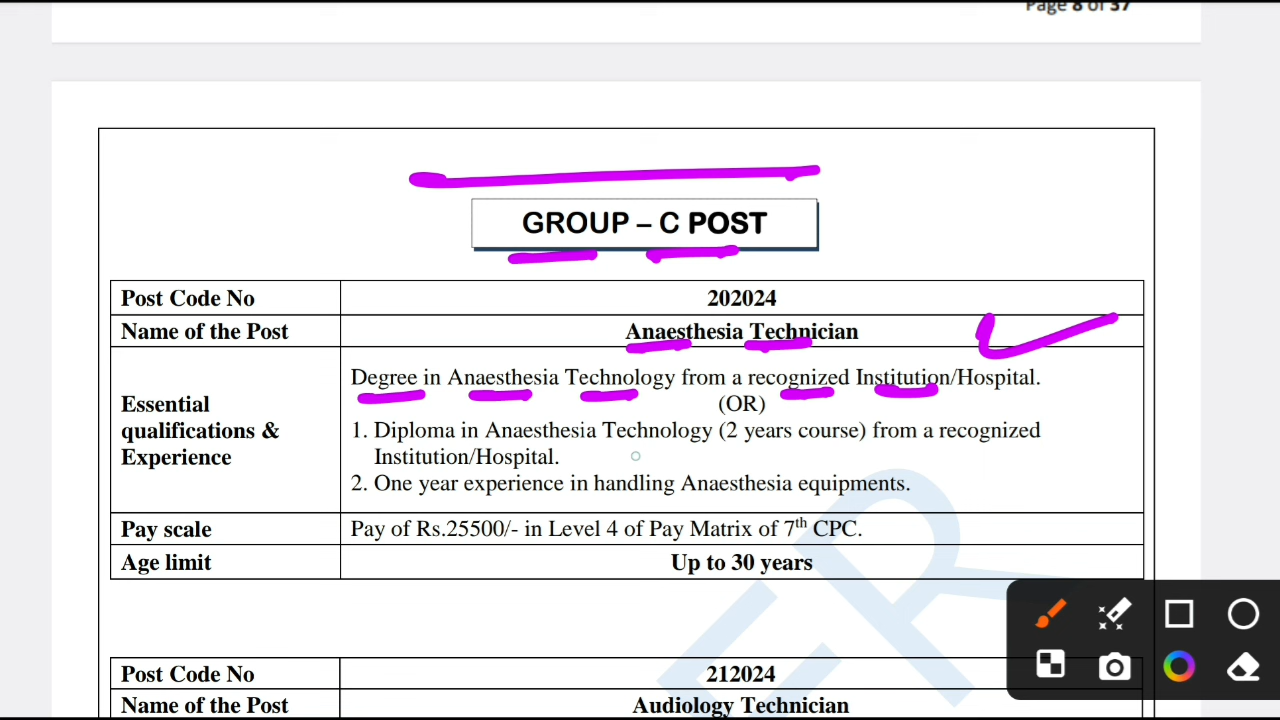 Page 8 of 37
GROUP – C POST
Post Code No 202024
Name of the Post Anaesthesia Technician
Essential qualifications & Experience
Degree in Anaesthesia Technology from a recognized Institution/Hospital.
(OR)
1. Diploma in Anaesthesia Technology (2 years course) from a recognized
Institution/Hospital.
2. One year experience in handling Anaesthesia equipments.
Pay scale Pay of Rs.25500/- in Level 4 of Pay Matrix of 7th CPC.
Age limit Up to 30 years
Post Code No 212024
Name of the Post Audiology Technician
ER